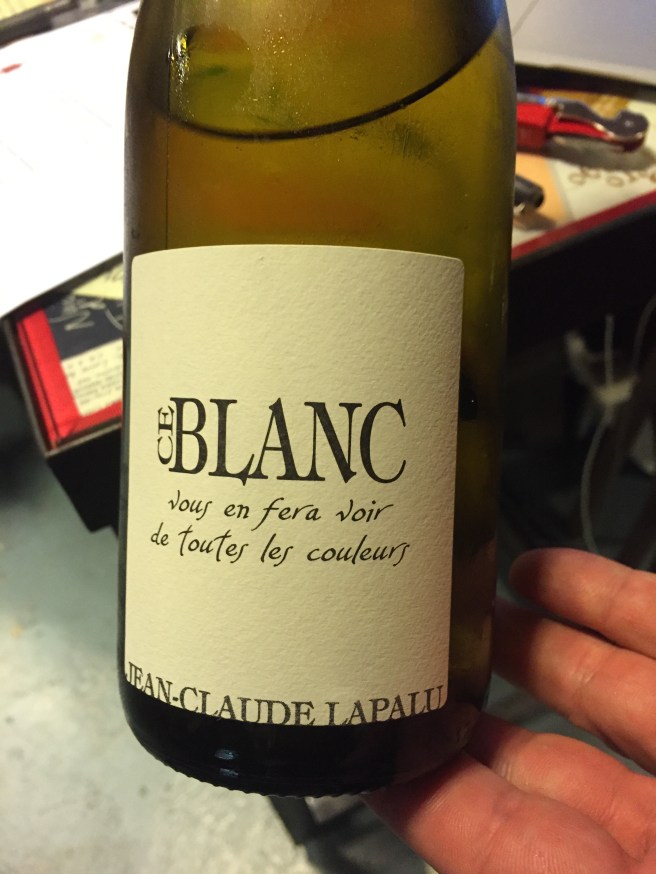 CE BLANC
vous en fera voir
de toutes les couleurs
JEAN-CLAUDE LAPALU